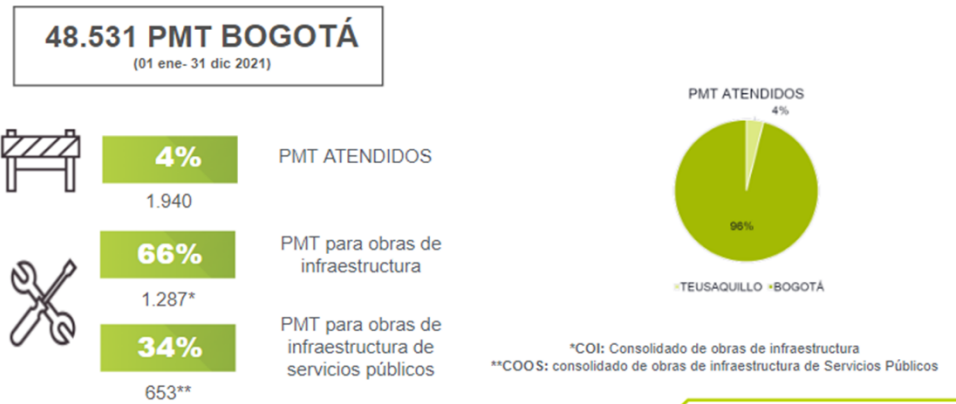 48.531 PMT BOGOTÁ
(01 ene- 31 dic 2021)
4%
PMT ATENDIDOS
1.940
66%
PMT para obras de
infraestructura
1.287*
34%
PMT para obras de
infraestructura de
servicios públicos
653**
PMT ATENDIDOS
4%
96%
TEUSAQUILLO BOGOTÁ
*COI: Consolidado de obras de infraestructura
**COOS: consolidado de obras de infraestructura de Servicios Públicos